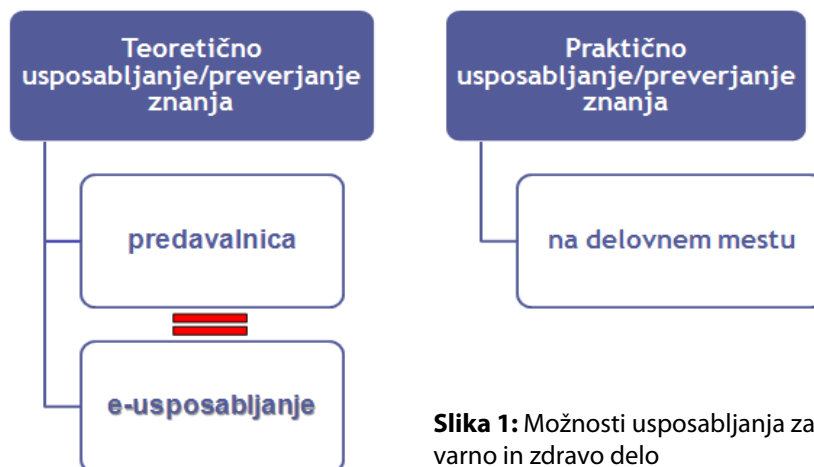 Teoretično
usposabljanje/preverjanje
znanja
predavalnica
e-usposabljanje
Praktično
usposabljanje/preverjanje
znanja
na delovnem mestu
Slika 1: Možnosti usposabljanja za
varno in zdravo delo